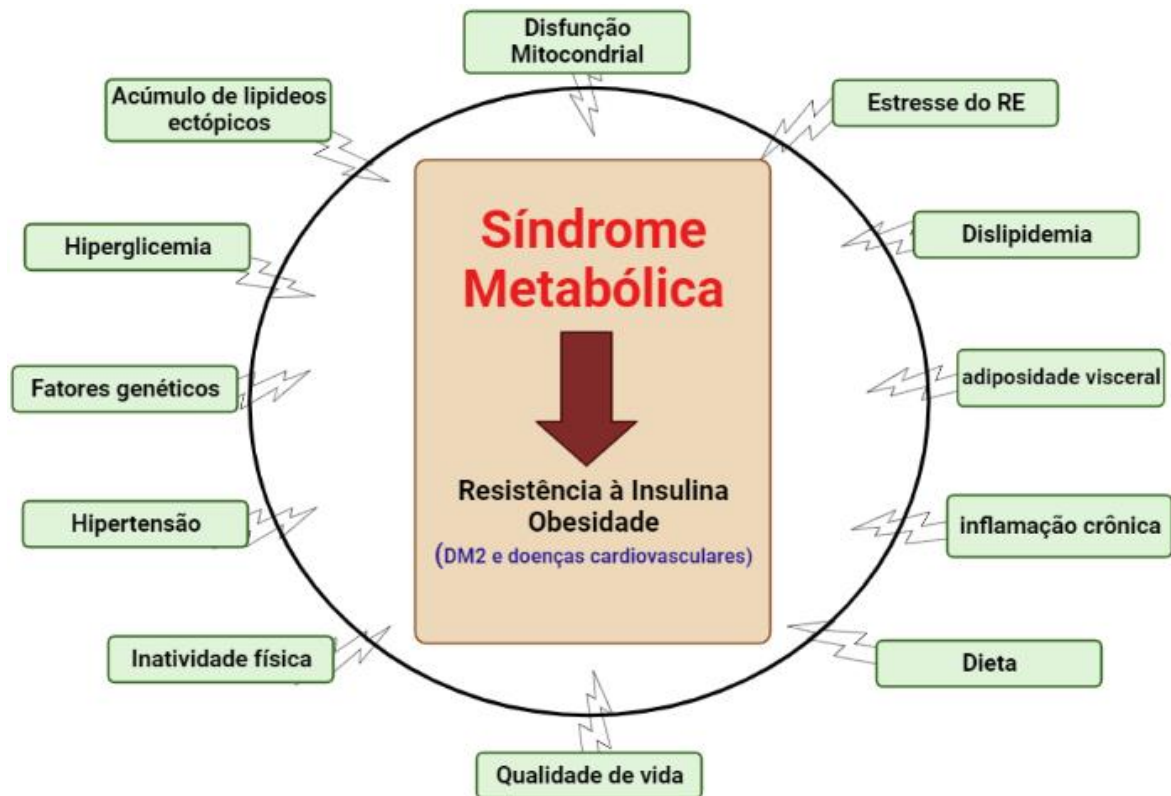 Disfunção
Mitocondrial
Acúmulo de lipideos
ectópicos
Estresse do RE
Hiperglicemia
Dislipidemia
Síndrome
Metabólica
Fatores genéticos
adiposidade visceral
Resistência à Insulina
Obesidade
(DM2 e doenças cardiovasculares)
Hipertensão
inflamação crônica
Inatividade física
Dieta
Qualidade de vida